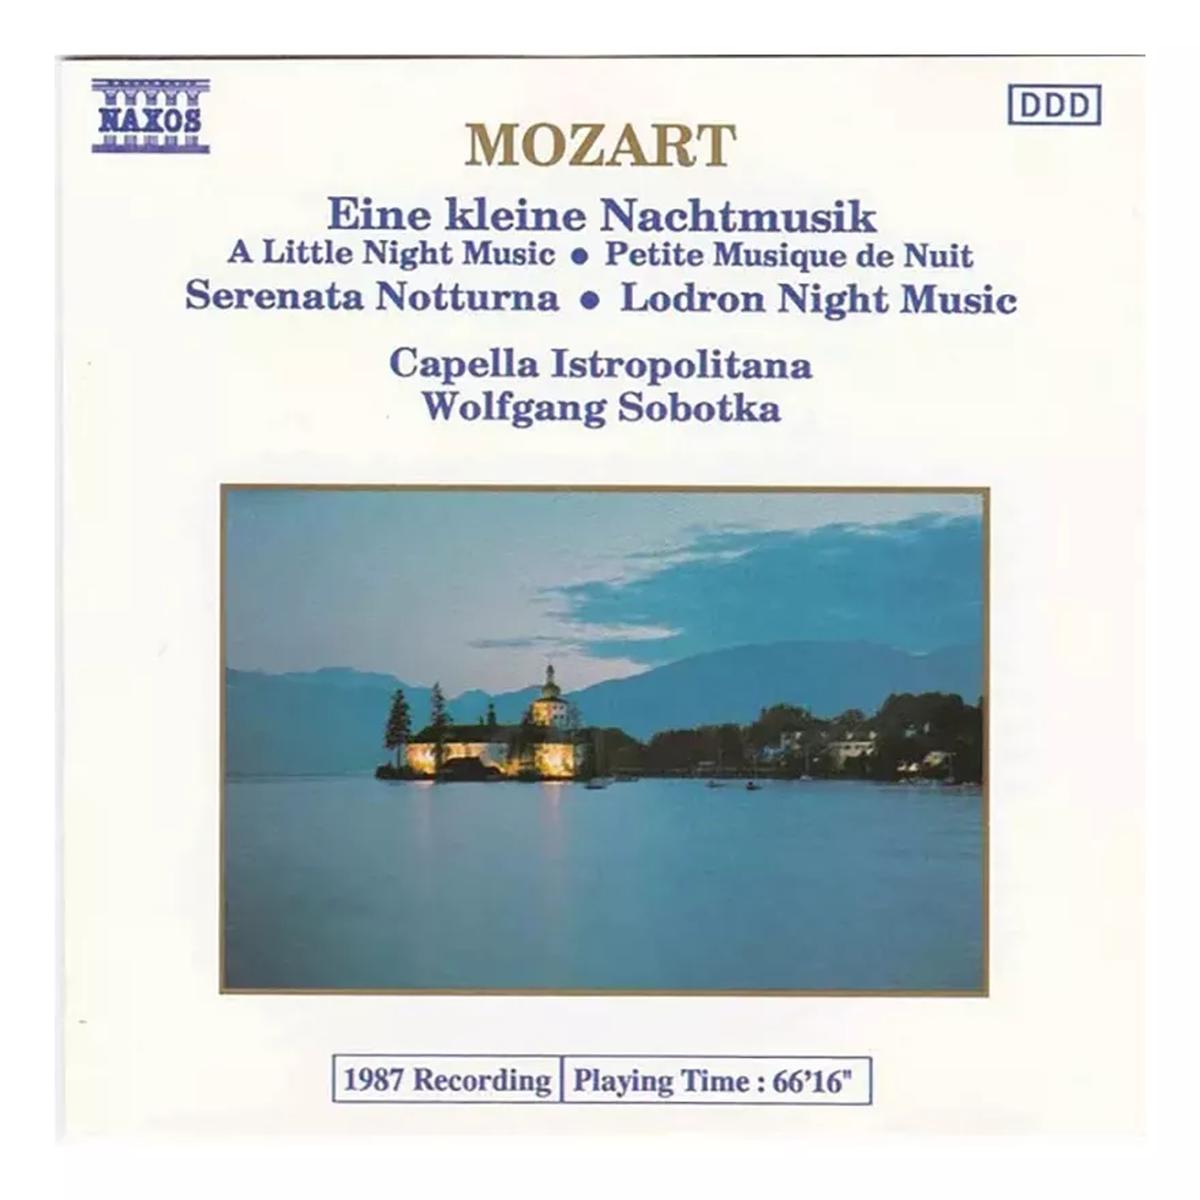 NAXOS
DDD
MOZART
Eine kleine Nachtmusik
A Little Night Music ● Petite Musique de Nuit
Serenata Notturna ● Lodron Night Music
Capella Istropolitana
Wolfgang Sobotka
1987 Recording
Playing Time : 66'16"